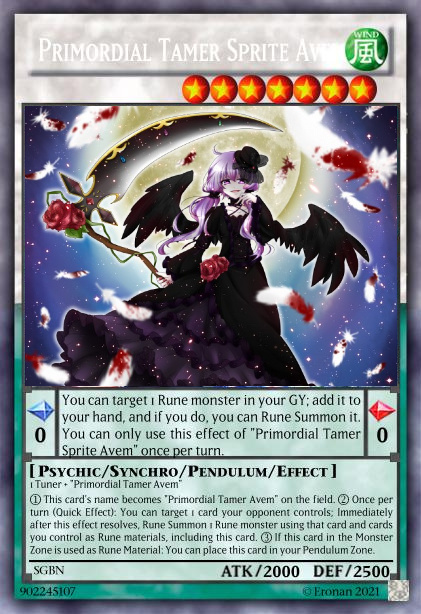 Primordial Tamer Sprite Avem
WIND
風
You can target 1 Rune monster in your GY; add it to
your hand, and if you do, you can Rune Summon it.
You can only use this effect of "Primordial Tamer
Sprite Avem" once per turn.
0
0
[ Psychic/Synchro/Pendulum/Effect ]
1 Tuner + "Primordial Tamer Avem"
① This card's name becomes "Primordial Tamer Avem" on the field. ② Once per
turn (Quick Effect): You can target 1 card your opponent controls; Immediately
after this effect resolves, Rune Summon 1 Rune monster using that card and cards
you control as Rune materials, including this card. ③ If this card in the Monster
Zone is used as Rune Material: You can place this card in your Pendulum Zone.
SGBN
ATK/2000 DEF/2500
902245107
© Eronan 2021